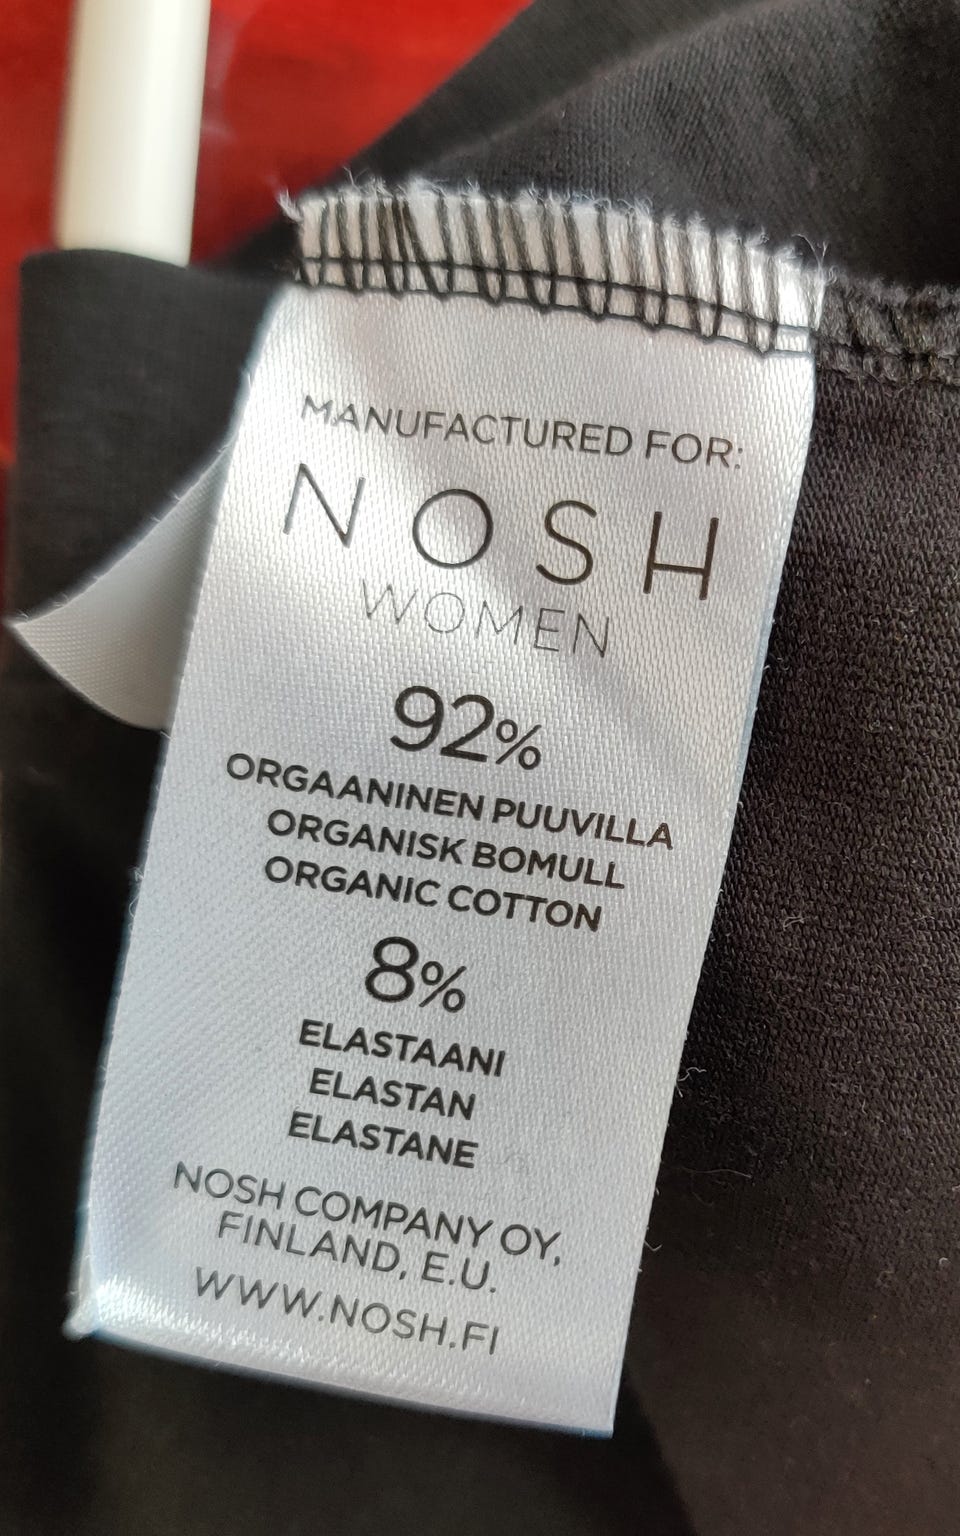 MANUFACTURED FOR:
NOSH
WOMEN
92%
ORGAANINEN PUUVILLA
ORGANISK BOMULL
ORGANIC COTTON
8%
ELASTAANI
ELASTAN
ELASTANE
NOSH COMPANY OY,
FINLAND, E.U.
WWW.NOSH.FI